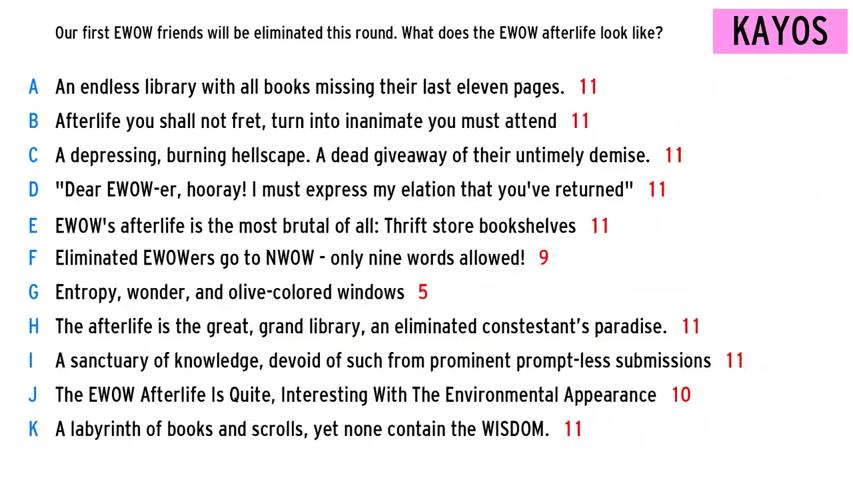 Our first EWOW friends will be eliminated this round. What does the EWOW afterlife look like?
KAYOS
A An endless library with all books missing their last eleven pages. 11
B Afterlife you shall not fret, turn into inanimate you must attend 11
C A depressing, burning hellscape. A dead giveaway of their untimely demise. 11
D "Dear EWOW-er, hooray! I must express my elation that you've returned" 11
E EWOW's afterlife is the most brutal of all: Thrift store bookshelves 11
F Eliminated EWOWers go to NWOW - only nine words allowed! 9
G Entropy, wonder, and olive-colored windows 5
H The afterlife is the great, grand library, an eliminated constestant’s paradise. 11
I A sanctuary of knowledge, devoid of such from prominent prompt-less submissions 11
J The EWOW Afterlife Is Quite, Interesting With The Environmental Appearance 10
K A labyrinth of books and scrolls, yet none contain the WISDOM. 11